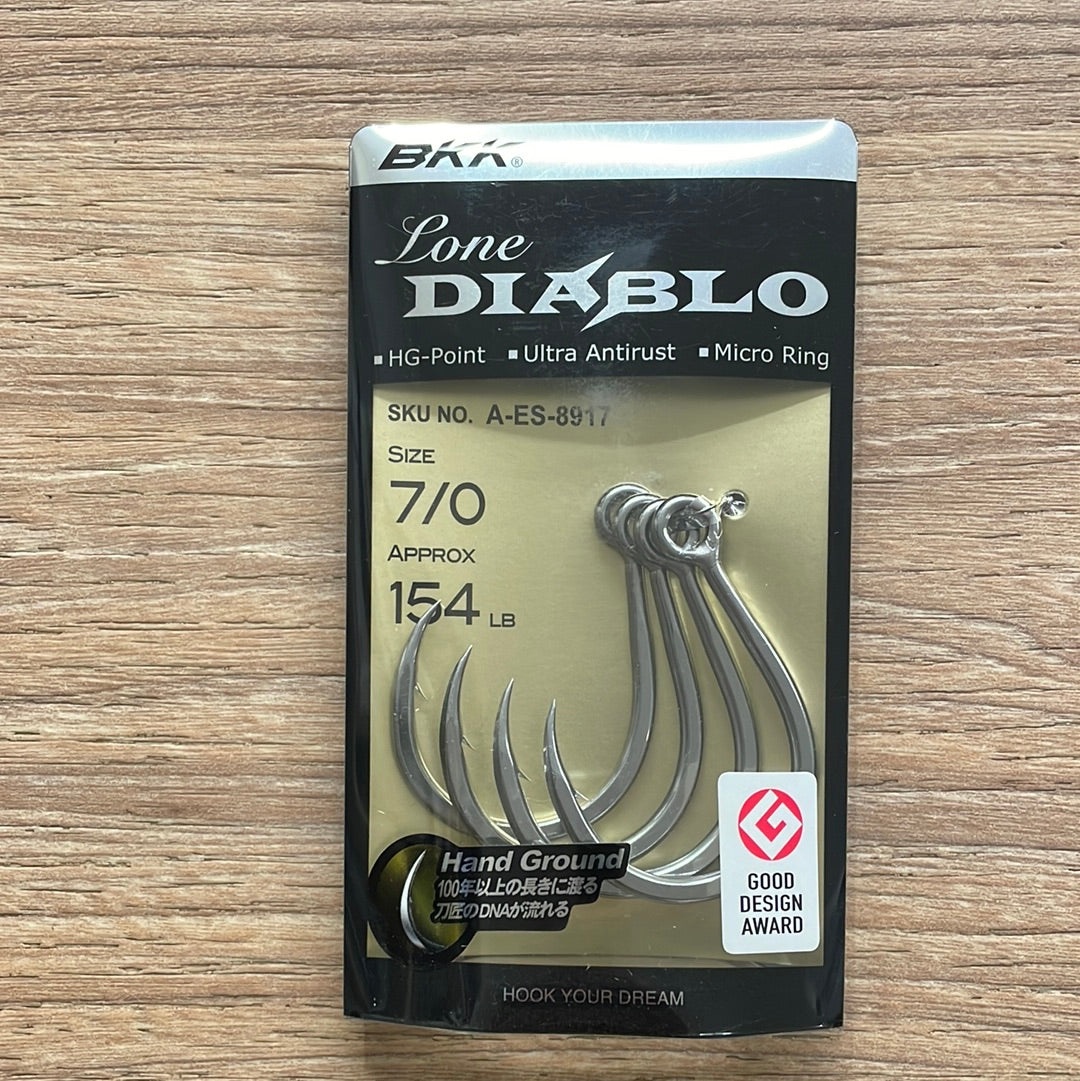 BKK®
Lone
DIABLO
▪HG-Point ▪Ultra Antirust ▪Micro Ring
SKU NO. A-ES-8917
SIZE
7/0
APPROX
154 LB
Hand Ground
100年以上の長きに渡る
刀匠のDNAが流れる
GOOD
DESIGN
AWARD
HOOK YOUR DREAM